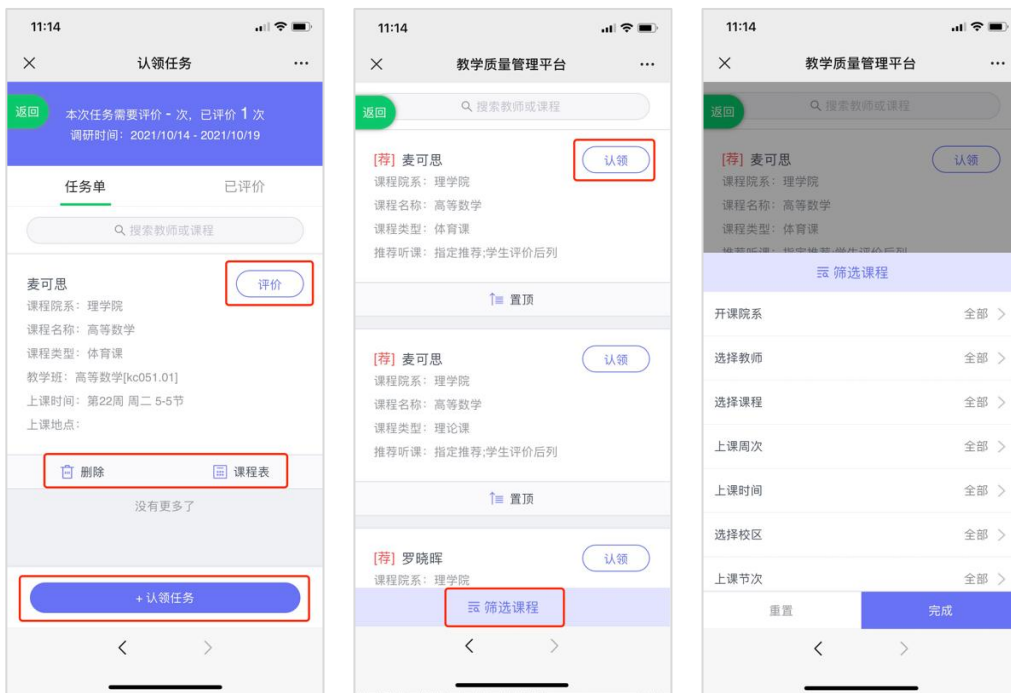 11:14
认领任务
返回
本次任务需要评价 - 次，已评价 1 次
调研时间：2021/10/14 - 2021/10/19
任务单 已评价
搜索教师或课程
麦可思 评价
课程院系：理学院
课程名称：高等数学
课程类型：体育课
教学班：高等数学[kc051.01]
上课时间：第22周 周二 5-5节
上课地点：
删除 课程表
没有更多了
+认领任务
11:14
教学质量管理平台
返回
搜索教师或课程
[荐] 麦可思 认领
课程院系：理学院
课程名称：高等数学
课程类型：体育课
推荐听课：指定推荐;学生评价后列
置顶
[荐] 麦可思 认领
课程院系：理学院
课程名称：高等数学
课程类型：理论课
推荐听课：指定推荐;学生评价后列
置顶
[荐] 罗晓晖 认领
课程院系：理学院
筛选课程
11:14
教学质量管理平台
返回
搜索教师或课程
[荐] 麦可思 认领
课程院系：理学院
课程名称：高等数学
课程类型：体育课
推荐听课：指定推荐;学生评价后列
筛选课程
开课院系 全部
选择教师 全部
选择课程 全部
上课周次 全部
上课时间 全部
选择校区 全部
上课节次 全部
重置 完成